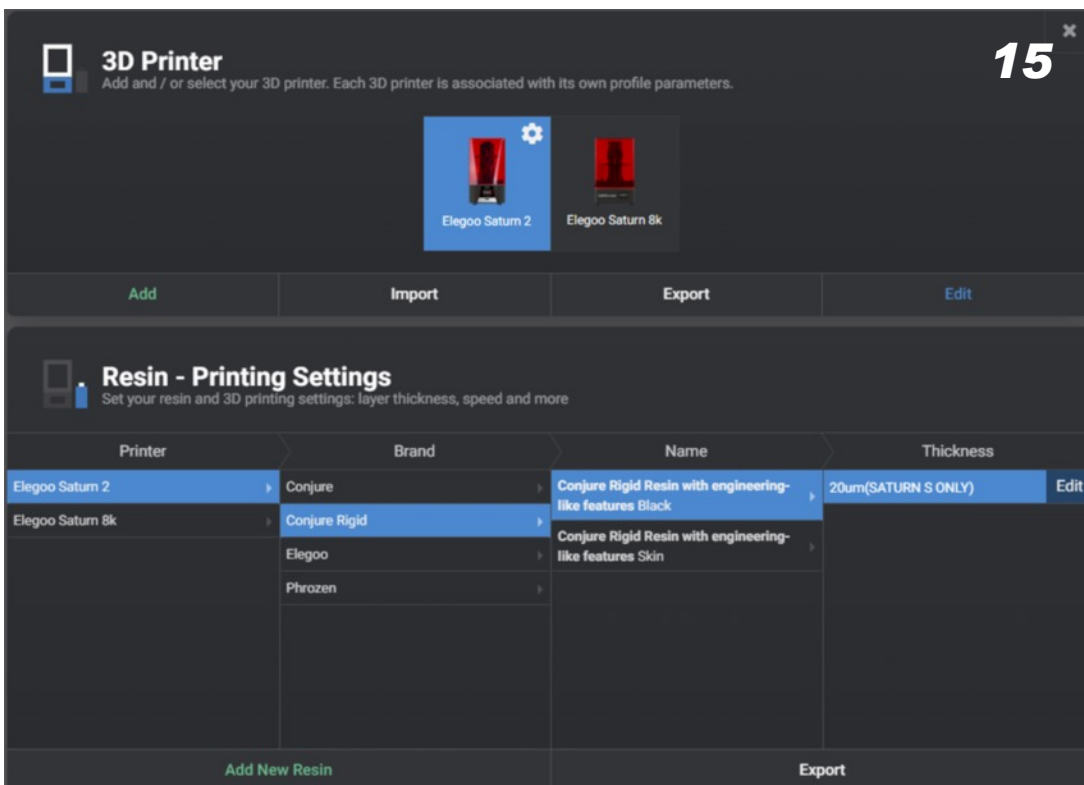 15
3D Printer
Add and / or select your 3D printer. Each 3D printer is associated with its own profile parameters.
Elegoo Saturn 2
Elegoo Saturn 8k
Add
Import
Export
Edit
Resin - Printing Settings
Set your resin and 3D printing settings: layer thickness, speed and more
Printer
Brand
Name
Thickness
Elegoo Saturn 2
Elegoo Saturn 8k
Conjure
Conjure Rigid
Elegoo
Phrozen
Conjure Rigid Resin with engineering-
like features Black
Conjure Rigid Resin with engineering-
like features Skin
20um(SATURN S ONLY)
Edit
Add New Resin
Export